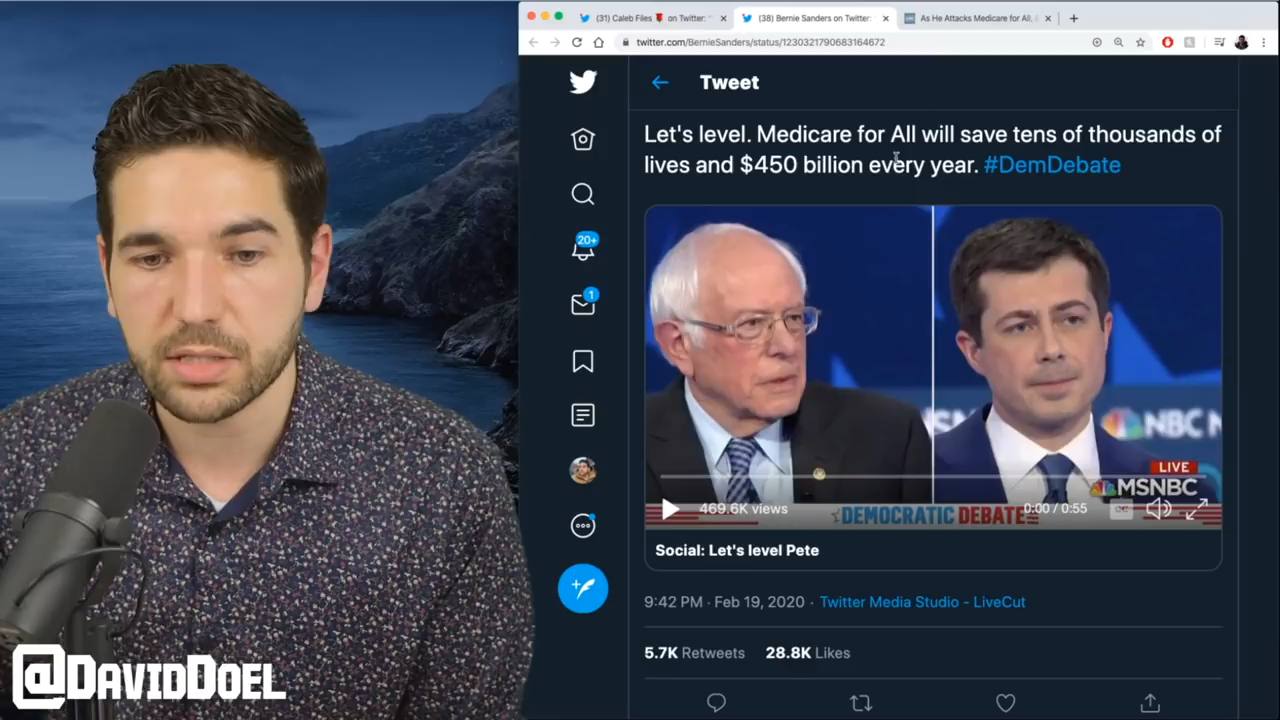 (31) Caleb Files 🌹 on Twitter: "
(38) Bernie Sanders on Twitter:
As He Attacks Medicare for All,
twitter.com/BernieSanders/status/1230321790683164672
Tweet
Let's level. Medicare for All will save tens of thousands of
lives and $450 billion every year. #DemDebate
20+
1
NBC N
LIVE
MSNBC
469.6K views
0:00 / 0:55
CC
DEMOCRATIC DEBATE
Social: Let's level Pete
9:42 PM · Feb 19, 2020 · Twitter Media Studio - LiveCut
5.7K Retweets 28.8K Likes
@DavidDoel